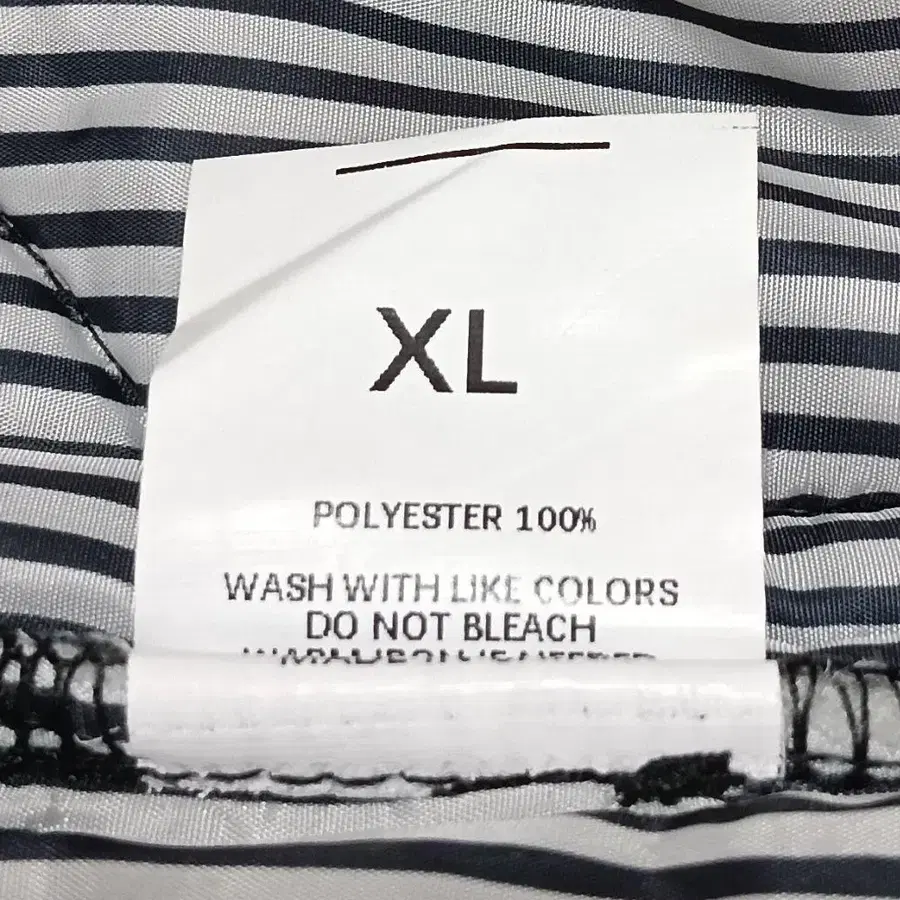 XL
POLYESTER 100%
WASH WITH LIKE COLORS
DO NOT BLEACH